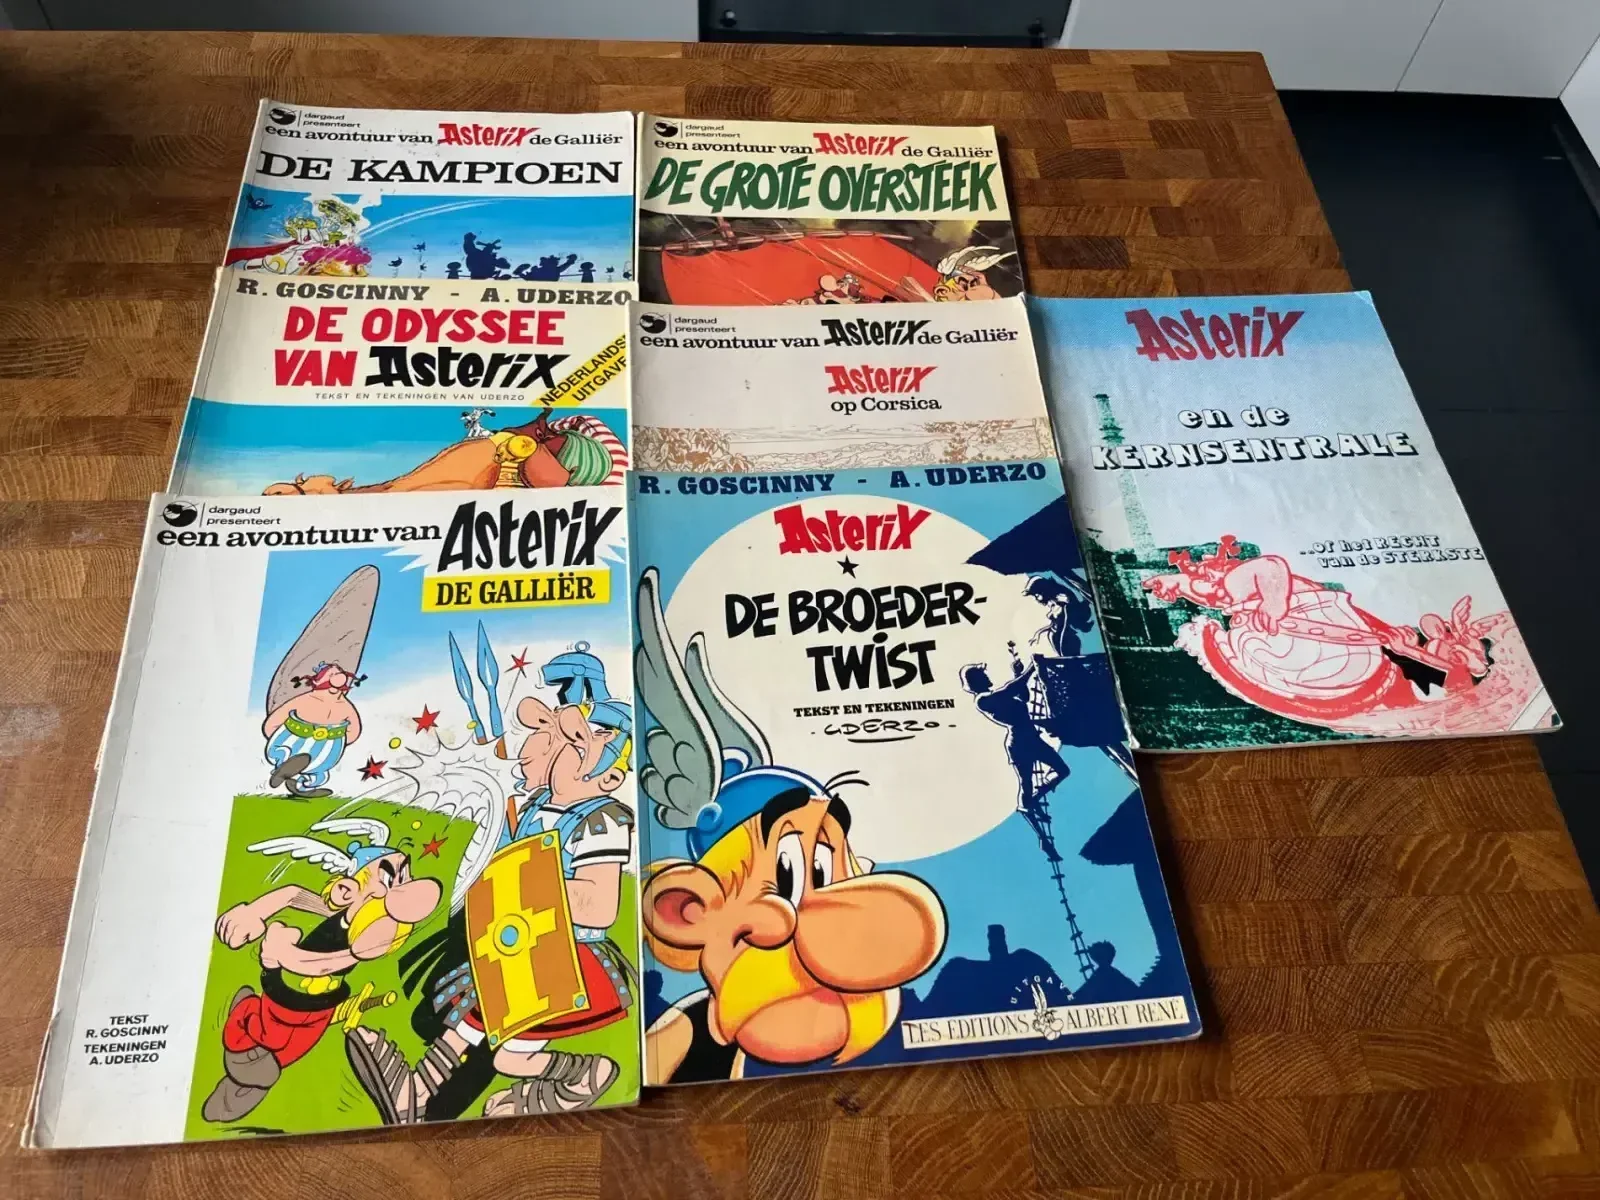 dargaud
presenteert
een avontuur van Asterix de Galliër
DE KAMPIOEN
dargaud
presenteert
een avontuur van Asterix de Galliër
DE GROTE OVERSTEEK
R. GOSCINNY - A. UDERZO
DE ODYSSEE
VAN Asterix
TEKST EN TEKENINGEN VAN UDERZO
UITGAVE
dargaud
presenteert
een avontuur van Asterix de Galliër
Asterix
op Corsica
Asterix
en de
KERNSENTRALE
..of het RECHT
van de STERKSTE
dargaud
presenteert
een avontuur van Asterix
DE GALLIËR
TEKST
R. GOSCINNY
TEKENINGEN
A. UDERZO
R. GOSCINNY - A. UDERZO
Asterix
DE BROEDER-
TWIST
TEKST EN TEKENINGEN
·UDERZO·
UITGAVE
LES EDITIONS ALBERT RENÉ